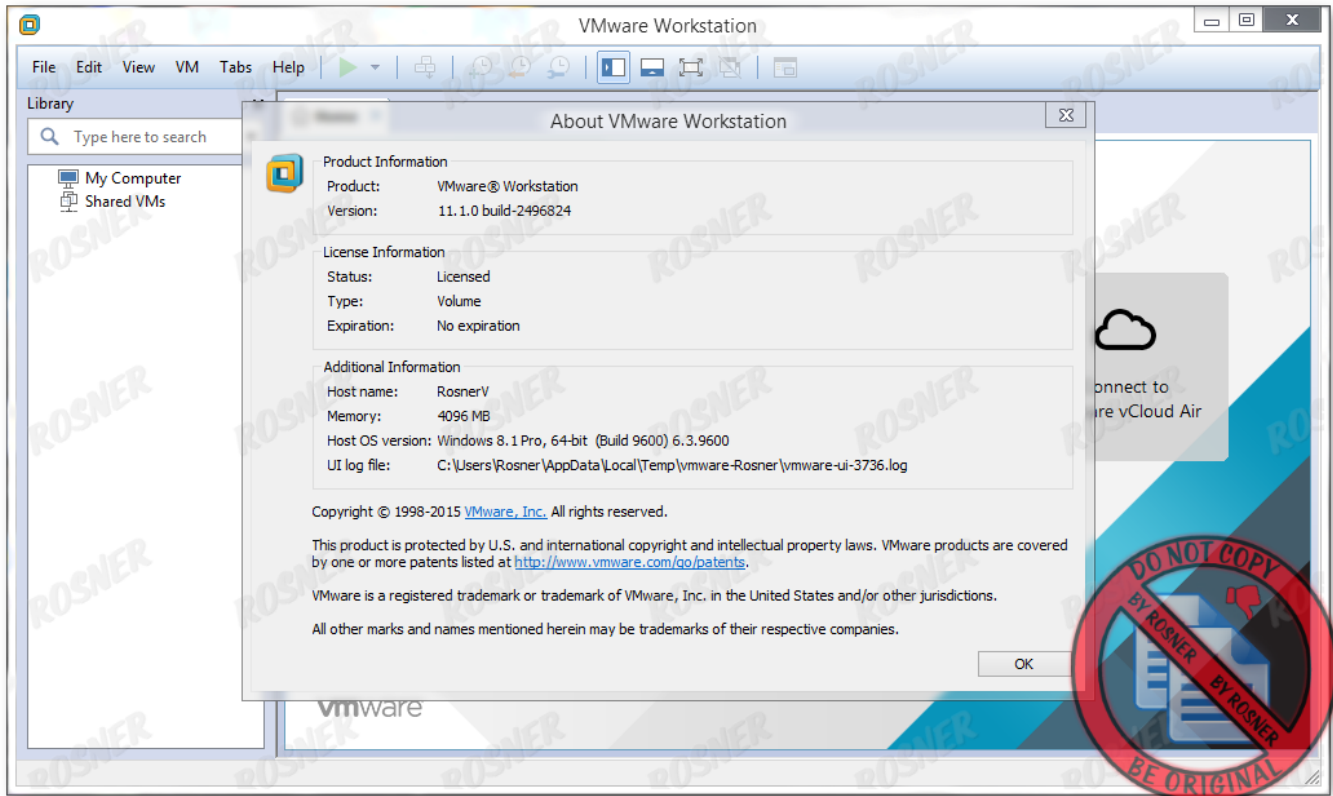 VMware Workstation
x
File Edit View VM Tabs Help
Library
Type here to search
My Computer
Shared VMs
About VMware Workstation
Product Information
Product: VMware® Workstation
Version: 11.1.0 build-2496824
License Information
Status: Licensed
Type: Volume
Expiration: No expiration
Additional Information
Host name: RosnerV
Memory: 4096 MB
Host OS version: Windows 8.1 Pro, 64-bit (Build 9600) 6.3.9600
UI log file: C:\Users\Rosner\AppData\Local\Temp\vmware-Rosner\vmware-ui-3736.log
Copyright © 1998-2015 VMware, Inc. All rights reserved.
This product is protected by U.S. and international copyright and intellectual property laws. VMware products are covered
by one or more patents listed at http://www.vmware.com/go/patents.
VMware is a registered trademark or trademark of VMware, Inc. in the United States and/or other jurisdictions.
All other marks and names mentioned herein may be trademarks of their respective companies.
OK
onnect to
are vCloud Air
vmware
DO NOT COPY
BY ROSNER
BY ROSNER
BE ORIGINAL
ROSNER